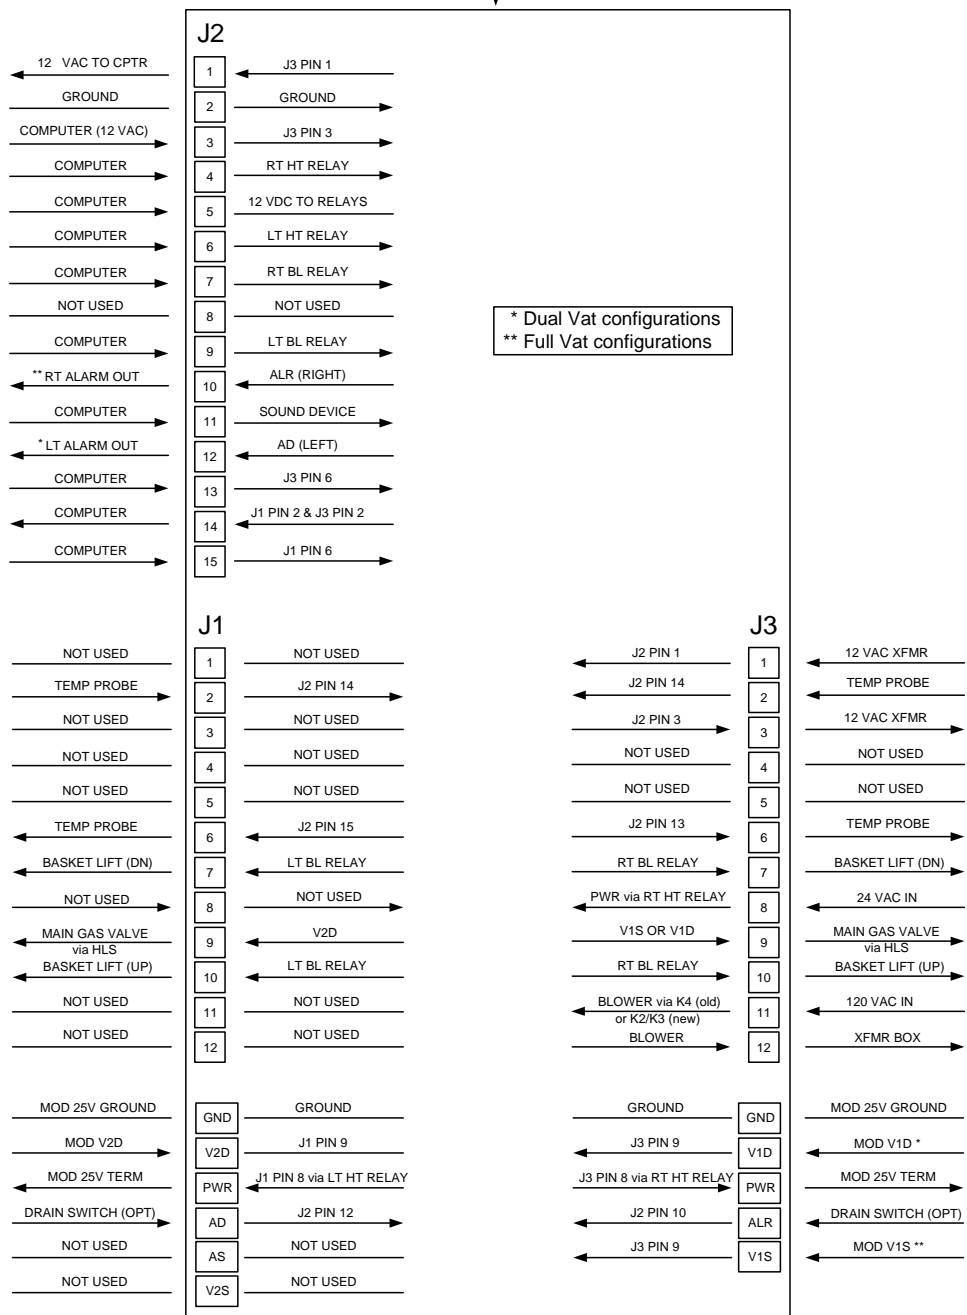 J2
12 VAC TO CPTR 1 J3 PIN 1
GROUND 2 GROUND
COMPUTER (12 VAC) 3 J3 PIN 3
COMPUTER 4 RT HT RELAY
COMPUTER 5 12 VDC TO RELAYS
COMPUTER 6 LT HT RELAY
COMPUTER 7 RT BL RELAY
NOT USED 8 NOT USED
COMPUTER 9 LT BL RELAY
** RT ALARM OUT 10 ALR (RIGHT)
COMPUTER 11 SOUND DEVICE
* LT ALARM OUT 12 AD (LEFT)
COMPUTER 13 J3 PIN 6
COMPUTER 14 J1 PIN 2 & J3 PIN 2
COMPUTER 15 J1 PIN 6
* Dual Vat configurations
** Full Vat configurations
J1
NOT USED 1 NOT USED
TEMP PROBE 2 J2 PIN 14
NOT USED 3 NOT USED
NOT USED 4 NOT USED
NOT USED 5 NOT USED
TEMP PROBE 6 J2 PIN 15
BASKET LIFT (DN) 7 LT BL RELAY
NOT USED 8 NOT USED
MAIN GAS VALVE 9 V2D
via HLS
BASKET LIFT (UP) 10 LT BL RELAY
NOT USED 11 NOT USED
NOT USED 12 NOT USED
MOD 25V GROUND GND GROUND
MOD V2D V2D J1 PIN 9
MOD 25V TERM PWR J1 PIN 8 via LT HT RELAY
DRAIN SWITCH (OPT) AD J2 PIN 12
NOT USED AS NOT USED
NOT USED V2S NOT USED
J3
J2 PIN 1 1 12 VAC XFMR
J2 PIN 14 2 TEMP PROBE
J2 PIN 3 3 12 VAC XFMR
NOT USED 4 NOT USED
NOT USED 5 NOT USED
J2 PIN 13 6 TEMP PROBE
RT BL RELAY 7 BASKET LIFT (DN)
PWR via RT HT RELAY 8 24 VAC IN
V1S OR V1D 9 MAIN GAS VALVE
via HLS
RT BL RELAY 10 BASKET LIFT (UP)
BLOWER via K4 (old) 11 120 VAC IN
or K2/K3 (new)
BLOWER 12 XFMR BOX
GROUND GND MOD 25V GROUND
J3 PIN 9 V1D MOD V1D *
J3 PIN 8 via RT HT RELAY PWR MOD 25V TERM
J2 PIN 10 ALR DRAIN SWITCH (OPT)
J3 PIN 9 V1S MOD V1S **